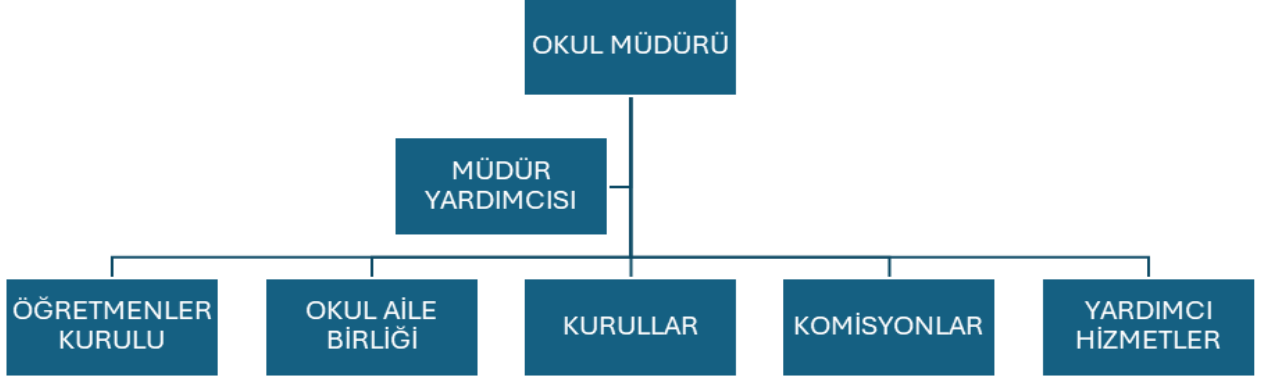 OKUL MÜDÜRÜ
MÜDÜR
YARDIMCISI
ÖĞRETMENLER
KURULU
OKUL AİLE
BİRLİĞİ
KURULLAR
KOMİSYONLAR
YARDIMCI
HİZMETLER